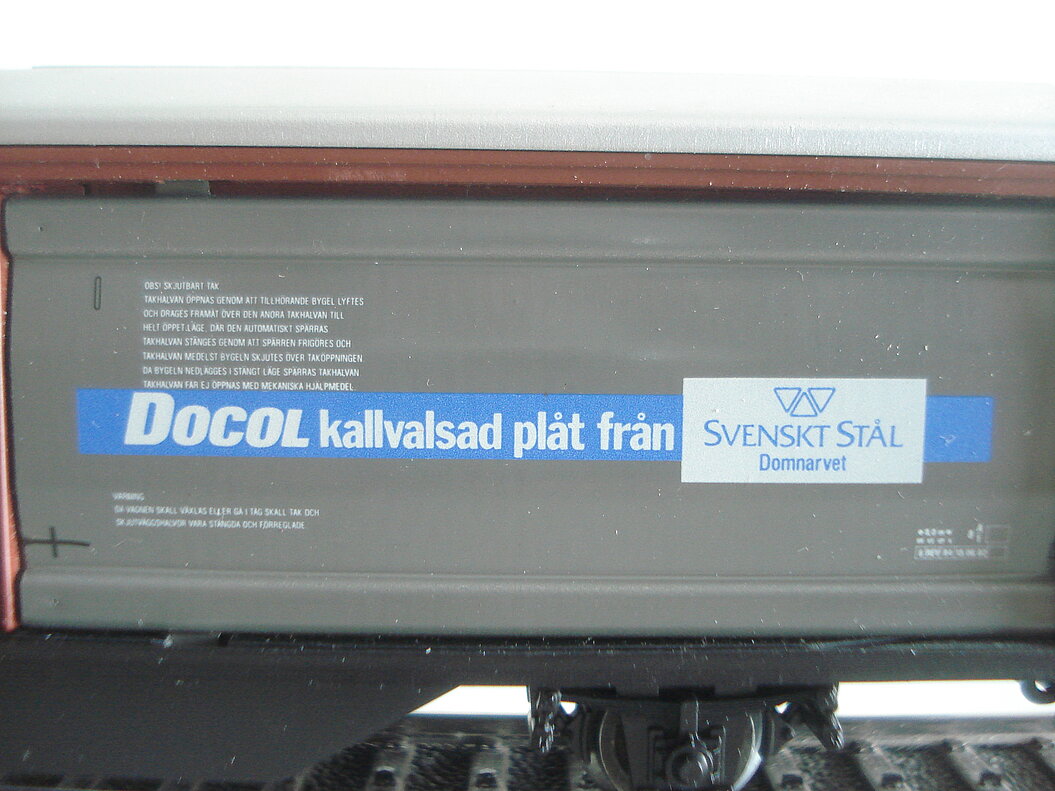 OBS! SKJUTBART TAK
TAKHALVAN ÖPPNAS GENOM ATT TILLHÖRANDE BYGEL LYFTES
OCH DRAGES FRAMÅT ÖVER DEN ANDRA TAKHALVAN TILL
HELT ÖPPET LÄGE, DÄR DEN AUTOMATISKT SPÄRRAS
TAKHALVAN STÄNGES GENOM ATT SPÄRREN FRIGÖRES OCH
TAKHALVAN MEDELST BYGELN SKJUTES ÖVER TAKÖPPNINGEN
DÅ BYGELN NEDLÄGGES I STÄNGT LÄGE SPÄRRAS TAKHALVAN.
TAKHALVAN FÅR EJ ÖPPNAS MED MEKANISKA HJÄLPMEDEL.
DOCOL kallvalsad plåt från
SVENSKT STÅL
Domnarvet
VARNING
DÅ VAGNEN SKALL VÄXLAS ELLER GÅ I TÅG SKALL TAK OCH
SKJUTVÄGGSHALVOR VARA STÄNGDA OCH FÖRREGLADE.